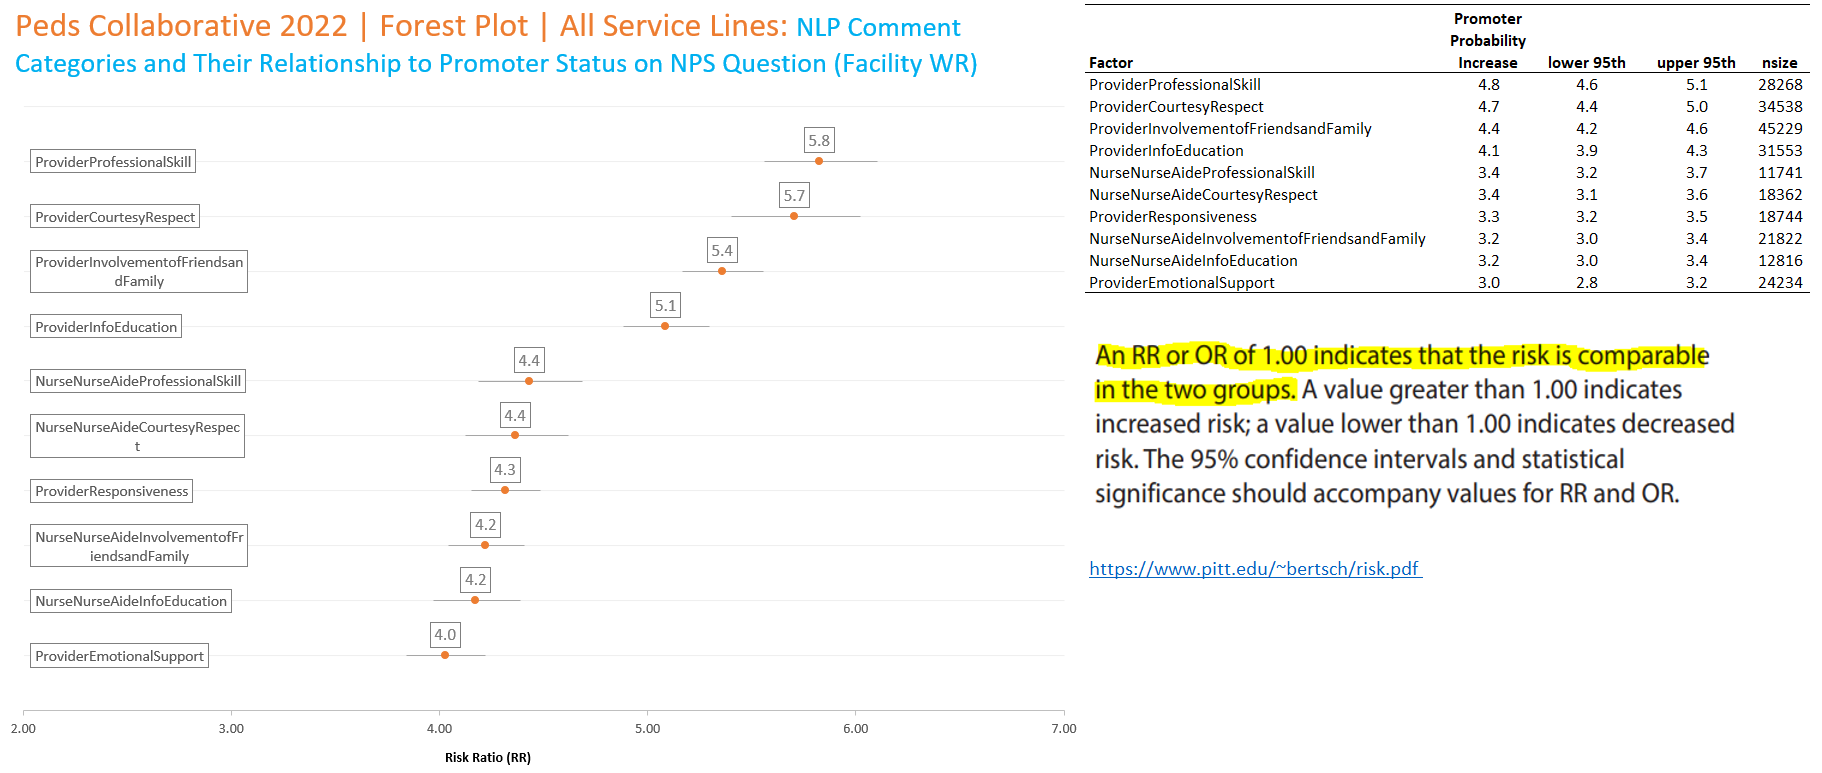 Peds Collaborative 2022 | Forest Plot | All Service Lines: NLP Comment
Categories and Their Relationship to Promoter Status on NPS Question (Facility WR)
5.8
ProviderProfessionalSkill
5.7
ProviderCourtesyRespect
5.4
ProviderInvolvementofFriendsan
dFamily
5.1
ProviderInfoEducation
4.4
NurseNurseAideProfessionalSkill
4.4
NurseNurseAideCourtesyRespec
t
4.3
ProviderResponsiveness
4.2
NurseNurseAideInvolvementofFr
iendsandFamily
4.2
NurseNurseAideInfoEducation
4.0
ProviderEmotionalSupport
2.00 3.00 4.00 5.00 6.00 7.00
Risk Ratio (RR)
Promoter
Probability
Factor Increase lower 95th upper 95th nsize
ProviderProfessionalSkill 4.8 4.6 5.1 28268
ProviderCourtesyRespect 4.7 4.4 5.0 34538
ProviderInvolvementofFriendsandFamily 4.4 4.2 4.6 45229
ProviderInfoEducation 4.1 3.9 4.3 31553
NurseNurseAideProfessionalSkill 3.4 3.2 3.7 11741
NurseNurseAideCourtesyRespect 3.4 3.1 3.6 18362
ProviderResponsiveness 3.3 3.2 3.5 18744
NurseNurseAideInvolvementofFriendsandFamily 3.2 3.0 3.4 21822
NurseNurseAideInfoEducation 3.2 3.0 3.4 12816
ProviderEmotionalSupport 3.0 2.8 3.2 24234
An RR or OR of 1.00 indicates that the risk is comparable
in the two groups. A value greater than 1.00 indicates
increased risk; a value lower than 1.00 indicates decreased
risk. The 95% confidence intervals and statistical
significance should accompany values for RR and OR.
https://www.pitt.edu/~bertsch/risk.pdf